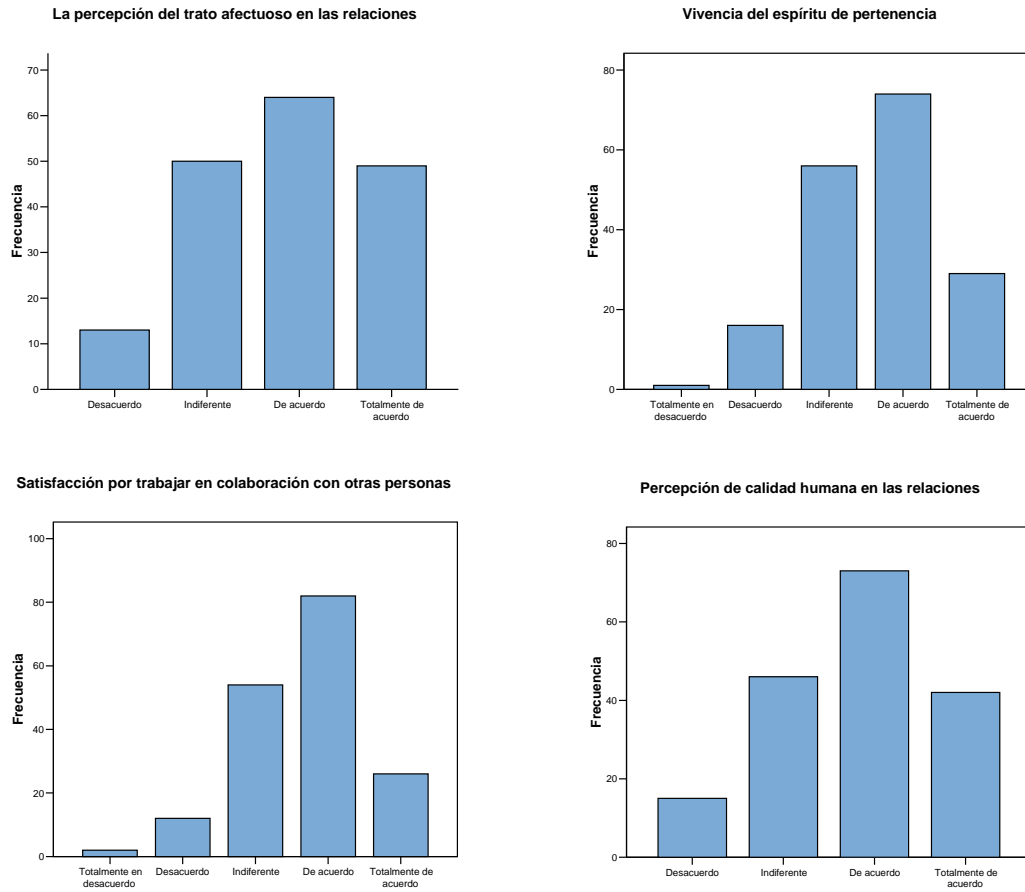 La percepción del trato afectuoso en las relaciones
70
60
50
40
30
20
10
0
Frecuencia
Desacuerdo
Indiferente
De acuerdo
Totalmente de
acuerdo
Vivencia del espíritu de pertenencia
80
60
40
20
0
Frecuencia
Totalmente en
desacuerdo
Desacuerdo
Indiferente
De acuerdo
Totalmente de
acuerdo
Satisfacción por trabajar en colaboración con otras personas
100
80
60
40
20
0
Frecuencia
Totalmente en
desacuerdo
Desacuerdo
Indiferente
De acuerdo
Totalmente de
acuerdo
Percepción de calidad humana en las relaciones
80
60
40
20
0
Frecuencia
Desacuerdo
Indiferente
De acuerdo
Totalmente de
acuerdo